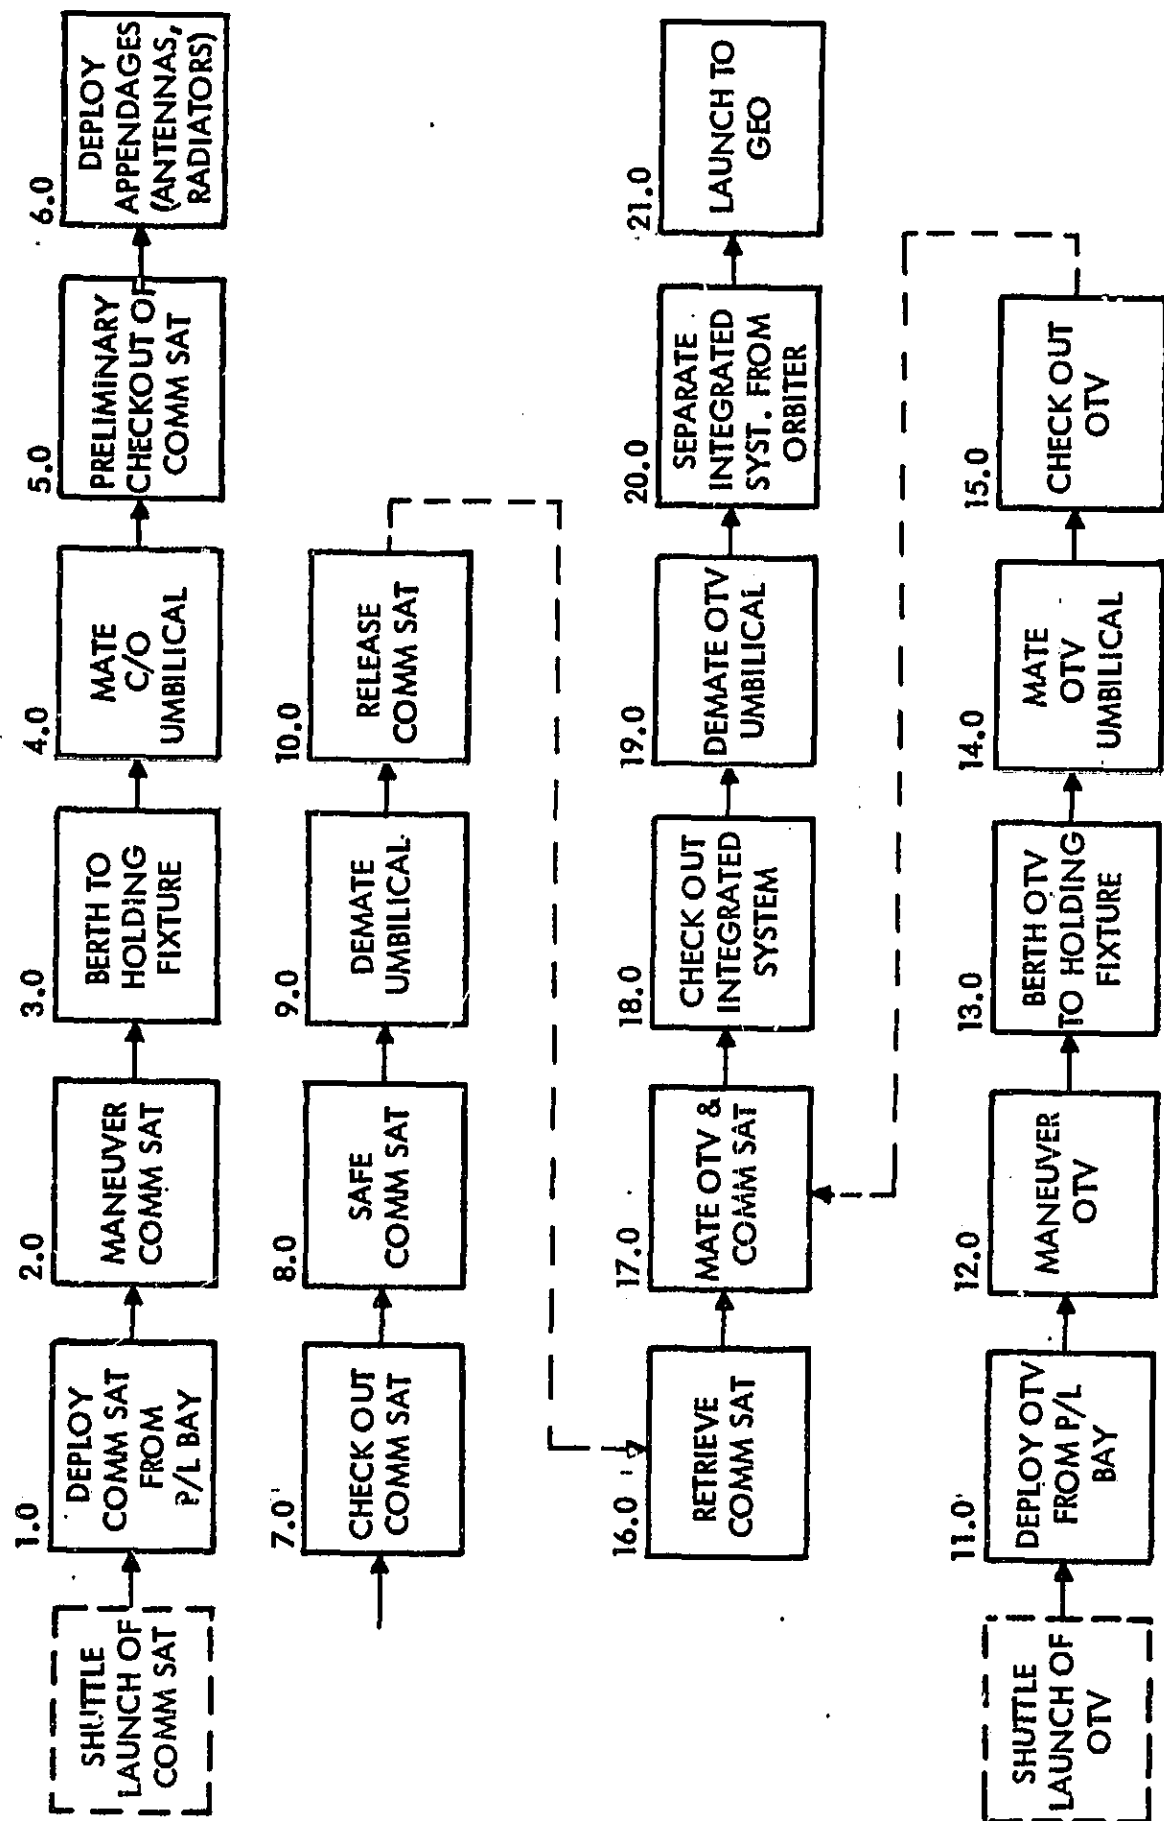 SHUTTLE
LAUNCH OF
COMM SAT
1.0
DEPLOY
COMM SAT
FROM
P/L BAY
2.0
MANEUVER
COMM SAT
3.0
BERTH TO
HOLDING
FIXTURE
4.0
MATE
C/O
UMBILICAL
5.0
PRELIMINARY
CHECKOUT OF
COMM SAT
6.0
DEPLOY
APPENDAGES
(ANTENNAS,
RADIATORS)
7.0
CHECK OUT
COMM SAT
8.0
SAFE
COMM SAT
9.0
DEMATE
UMBILICAL
10.0
RELEASE
COMM SAT
16.0
RETRIEVE
COMM SAT
17.0
MATE OTV &
COMM SAT
18.0
CHECK OUT
INTEGRATED
SYSTEM
19.0
DEMATE OTV
UMBILICAL
20.0
SEPARATE
INTEGRATED
SYST. FROM
ORBITER
21.0
LAUNCH TO
GEO
SHUTTLE
LAUNCH OF
OTV
11.0
DEPLOY OTV
FROM P/L
BAY
12.0
MANEUVER
OTV
13.0
BERTH OTV
TO HOLDING
FIXTURE
14.0
MATE
OTV
UMBILICAL
15.0
CHECK OUT
OTV